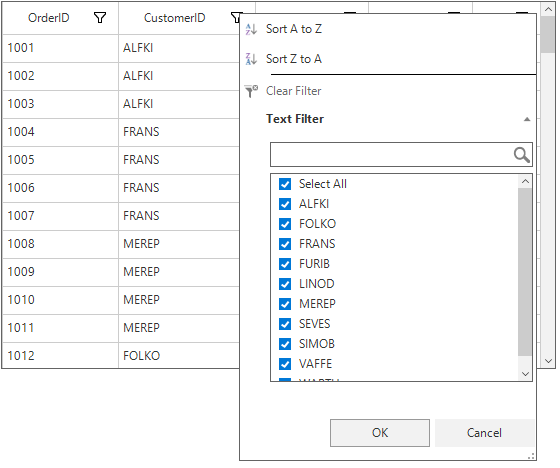 OrderID CustomerID
1001 ALFKI
1002 ALFKI
1003 ALFKI
1004 FRANS
1005 FRANS
1006 FRANS
1007 FRANS
1008 MEREP
1009 MEREP
1010 MEREP
1011 MEREP
1012 FOLKO
Sort A to Z
Sort Z to A
Clear Filter
Text Filter
Select All
ALFKI
FOLKO
FRANS
FURIB
LINOD
MEREP
SEVES
SIMOB
VAFFE
OK Cancel